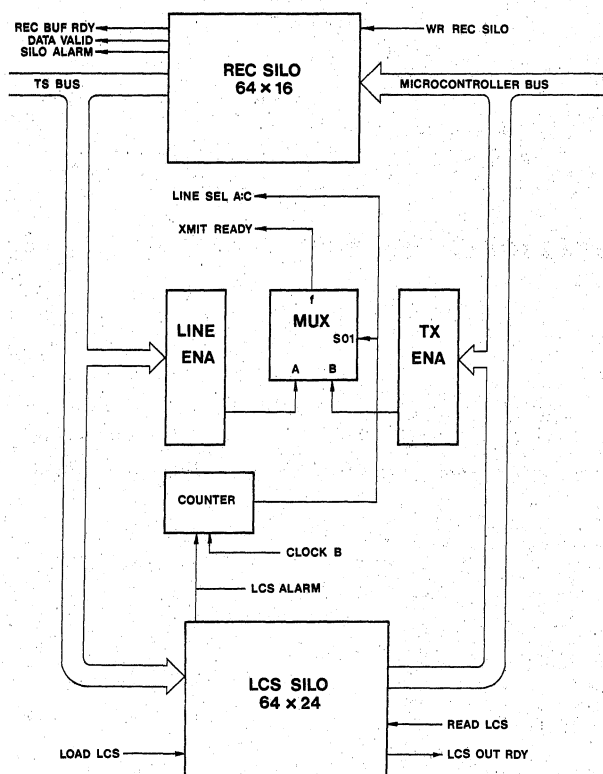 REC BUF RDY
DATA VALID
SILO ALARM
WR REC SILO
REC SILO
64 × 16
TS BUS
MICROCONTROLLER BUS
LINE SEL A:C
XMIT READY
LINE
ENA
f
MUX
S01
A B
TX
ENA
COUNTER
CLOCK B
LCS ALARM
LCS SILO
64 × 24
READ LCS
LOAD LCS
LCS OUT RDY